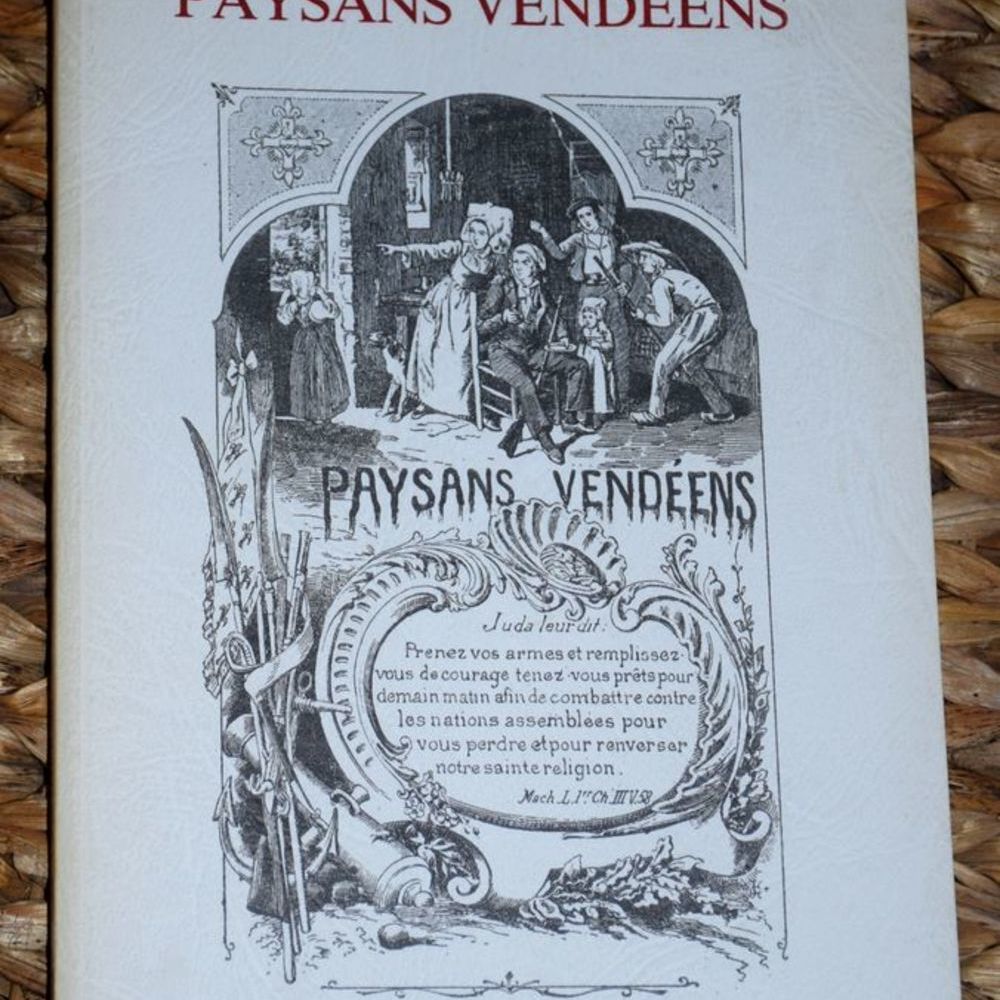 PAYSANS VENDÉENS
PAYSANS VENDÉENS
Juda leur dit:
Prenez vos armes et remplissez-
vous de courage tenez-vous prêts pour
demain matin afin de combattre contre
les nations assemblées pour
vous perdre et pour renverser
notre sainte religion.
Mach. L. Ier Ch. III V. 58